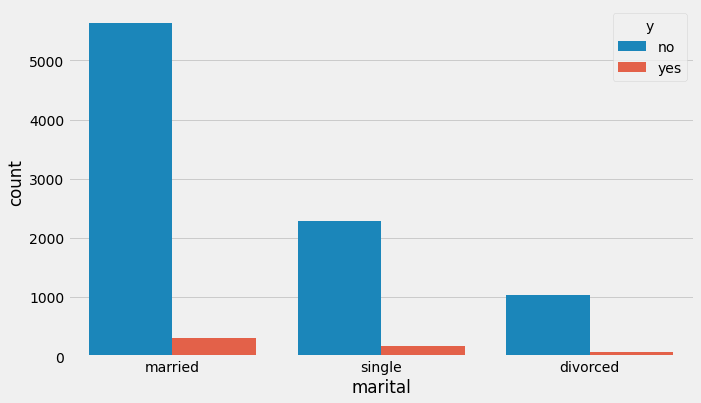 y
no
yes
count
5000
4000
3000
2000
1000
0
married
single
divorced
marital